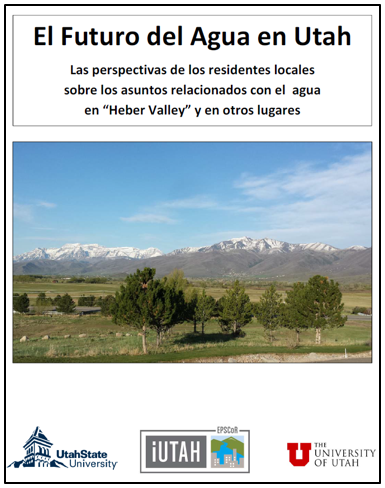 El Futuro del Agua en Utah
Las perspectivas de los residentes locales
sobre los asuntos relacionados con el agua
en “Heber Valley” y en otros lugares
UtahState
University
EPSCoR
iUTAH
U
THE
UNIVERSITY
OF UTAH